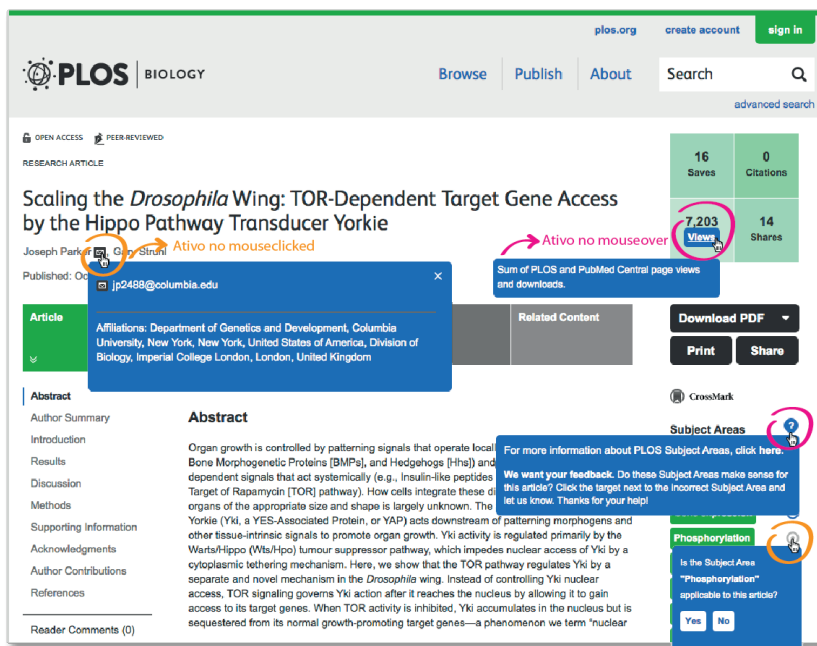 plos.org create account sign in
PLOS BIOLOGY
Browse Publish About Search
advanced search
OPEN ACCESS PEER-REVIEWED
RESEARCH ARTICLE
Scaling the Drosophila Wing: TOR-Dependent Target Gene Access
by the Hippo Pathway Transducer Yorkie
Joseph Parker Gary Struhl
Published: Oc
Ativo no mouseclicked
jp2488@columbia.edu ×
Affiliations: Department of Genetics and Development, Columbia
University, New York, New York, United States of America, Division of
Biology, Imperial College London, London, United Kingdom
16 Saves
0 Citations
7,203 Views
14 Shares
Ativo no mouseover
Sum of PLOS and PubMed Central page views
and downloads.
Article
Related Content
Download PDF
Print Share
CrossMark
Subject Areas ?
For more information about PLOS Subject Areas, click here.
We want your feedback. Do these Subject Areas make sense for
this article? Click the target next to the incorrect Subject Area and
let us know. Thanks for your help!
Phosphorylation
Is the Subject Area
"Phosphorylation"
applicable to this article?
Yes No
Abstract
Author Summary
Introduction
Results
Discussion
Methods
Supporting Information
Acknowledgments
Author Contributions
References
Reader Comments (0)
Abstract
Organ growth is controlled by patterning signals that operate locall
Bone Morphogenetic Proteins [BMPs], and Hedgehogs [Hhs]) and
dependent signals that act systemically (e.g., Insulin-like peptides
Target of Rapamycin [TOR] pathway). How cells integrate these di
organs of the appropriate size and shape is largely unknown. The
Yorkie (Yki, a YES-Associated Protein, or YAP) acts downstream of patterning morphogens and
other tissue-intrinsic signals to promote organ growth. Yki activity is regulated primarily by the
Warts/Hippo (Wts/Hpo) tumour suppressor pathway, which impedes nuclear access of Yki by a
cytoplasmic tethering mechanism. Here, we show that the TOR pathway regulates Yki by a
separate and novel mechanism in the Drosophila wing. Instead of controlling Yki nuclear
access, TOR signaling governs Yki action after it reaches the nucleus by allowing it to gain
access to its target genes. When TOR activity is inhibited, Yki accumulates in the nucleus but is
sequestered from its normal growth-promoting target genes—a phenomenon we term "nuclear